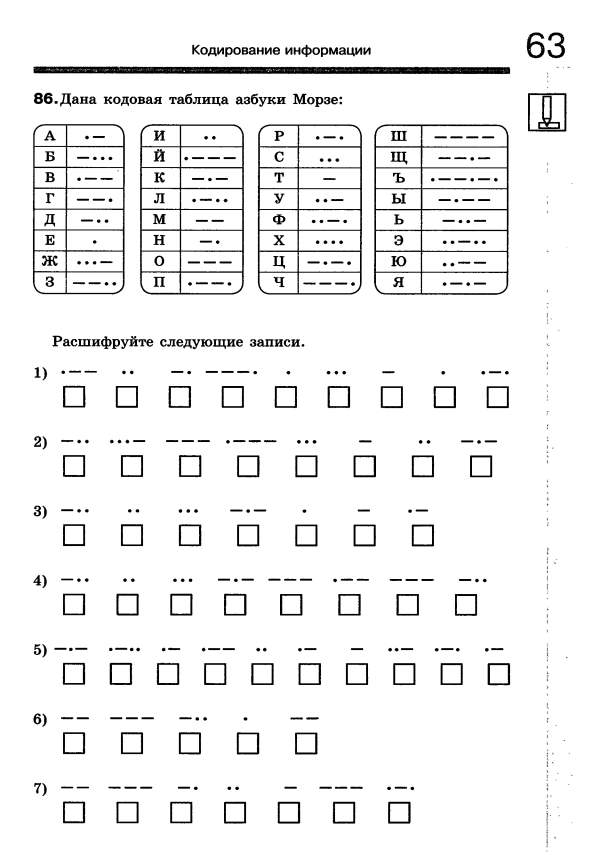 Кодирование информации
63
86. Дана кодовая таблица азбуки Морзе:
А •— И •• Р •—• Ш ————
Б —••• Й •——— С ••• Щ ——•—
В •—— К —•— Т — Ъ •——•—•
Г ——• Л •—•• У ••— Ы —•——
Д —•• М —— Ф ••—• Ь —••—
Е • Н —• Х •••• Э ••—••
Ж •••— О ——— Ц —•—• Ю ••——
З ——•• П •——• Ч ———• Я •—•—
Расшифруйте следующие записи.
1) •—— •• —• ———• • ••• — • •—•
2) —•• •••— ——— •——— ••• — •• —•—
3) —•• •• ••• —•— • — •—
4) —•• •• ••• —•— ——— •—— ——— —••
5) —•— •—•• •— •—— •• •— — ••— •—• •—
6) —— ——— —•• • ——
7) —— ——— —• •• — ——— •—•